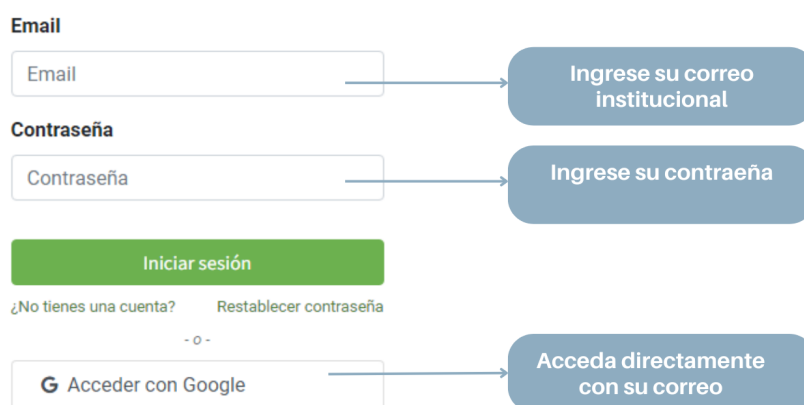 Email
Email
Ingrese su correo
institucional
Contraseña
Contraseña
Ingrese su contraeña
Iniciar sesión
¿No tienes una cuenta?
Restablecer contraseña
- o -
G Acceder con Google
Acceda directamente
con su correo